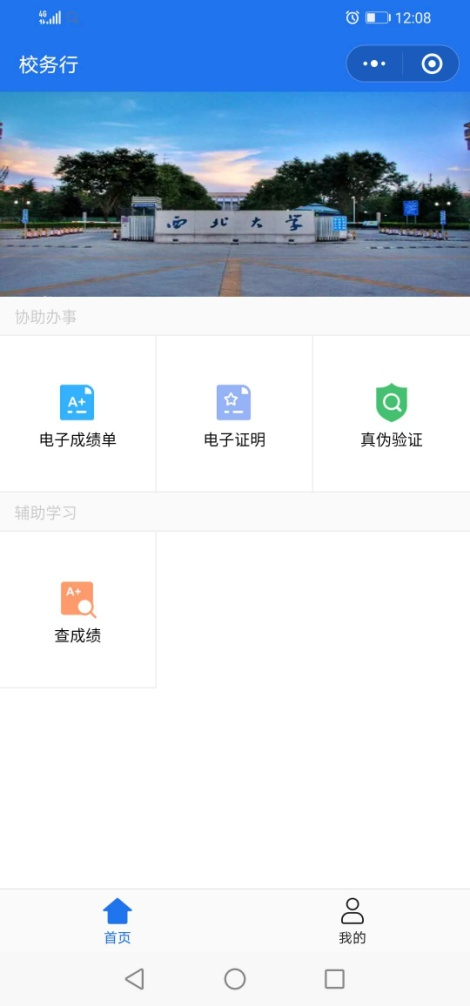 4G
12:08
校务行
西北大学
协助办事
A+
电子成绩单
电子证明
真伪验证
辅助学习
A+
查成绩
首页
我的